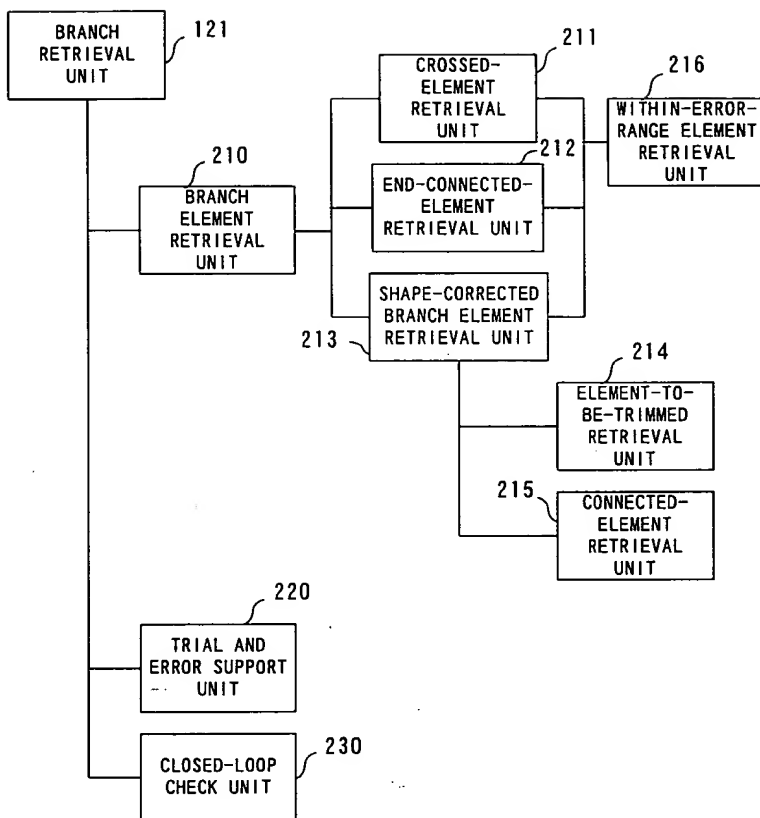 BRANCH
RETRIEVAL
UNIT
121
210
BRANCH
ELEMENT
RETRIEVAL
UNIT
211
CROSSED-
ELEMENT
RETRIEVAL
UNIT
212
END-CONNECTED-
ELEMENT
RETRIEVAL UNIT
SHAPE-CORRECTED
BRANCH ELEMENT
RETRIEVAL UNIT
213
216
WITHIN-ERROR-
RANGE ELEMENT
RETRIEVAL
UNIT
214
ELEMENT-TO-
BE-TRIMMED
RETRIEVAL
UNIT
215
CONNECTED-
ELEMENT
RETRIEVAL
UNIT
220
TRIAL AND
ERROR SUPPORT
UNIT
230
CLOSED-LOOP
CHECK UNIT